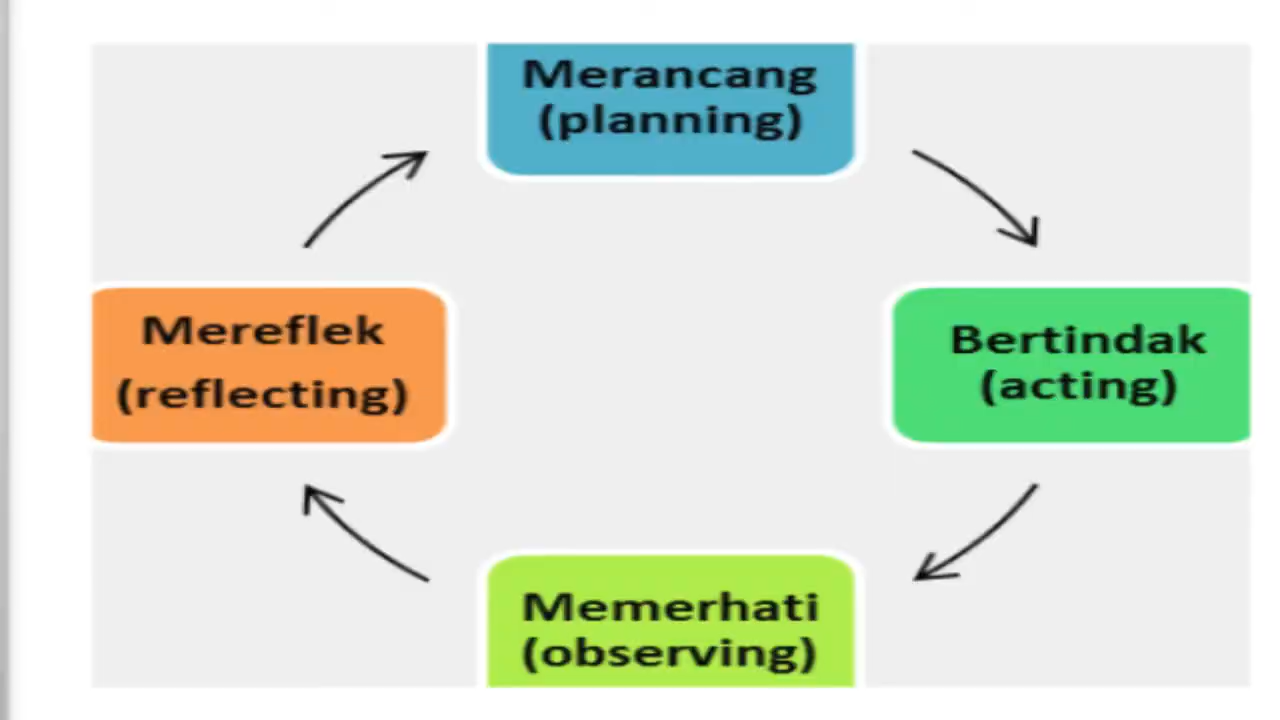 Merancang
(planning)
Mereflek
(reflecting)
Bertindak
(acting)
Memerhati
(observing)